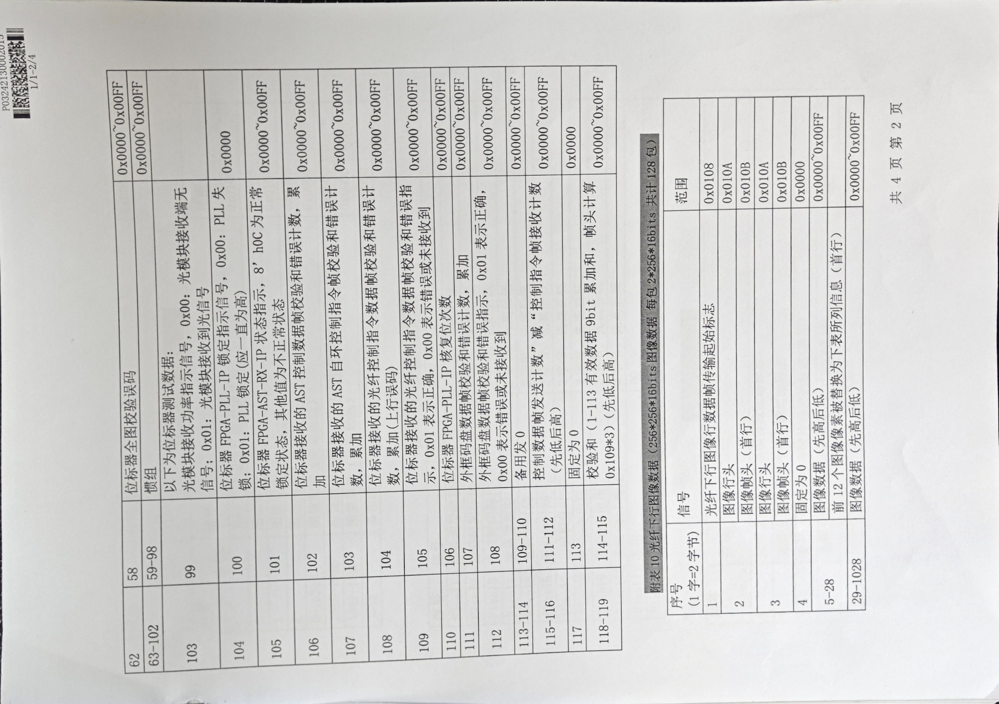 P03242130002015
1/1-2/4
62 58 位标器全图校验误码 0x0000~0x00FF
63-102 59-98 惯组 0x0000~0x00FF
以下为位标器测试数据:
103 99 光模块接收功率指示信号, 0x00: 光模块接收端无
信号; 0x01: 光模块接收到光信号
104 100 位标器 FPGA-PLL-IP 锁定指示信号, 0x00: PLL 失 0x0000
锁; 0x01: PLL 锁定(应一直为高)
105 101 位标器 FPGA-AST-RX-IP 状态指示, 8’h0C 为正常 0x0000~0x00FF
锁定状态, 其他值为不正常状态
106 102 位标器接收的 AST 控制数据帧校验和错误计数, 累 0x0000~0x00FF
加
107 103 位标器接收的 AST 自环控制指令帧校验和错误计 0x0000~0x00FF
数, 累加
108 104 位标器接收的光纤控制指令数据帧校验和错误计 0x0000~0x00FF
数, 累加(上行误码)
109 105 位标器接收的光纤控制指令数据帧校验和错误指 0x0000~0x00FF
示, 0x01 表示正确, 0x00 表示错误或未接收到
110 106 位标器 FPGA-PLL-IP 核复位次数 0x0000~0x00FF
111 107 外框码盘数据帧校验和错误计数, 累加 0x0000~0x00FF
112 108 外框码盘数据帧校验和错误指示, 0x01 表示正确, 0x0000~0x00FF
0x00 表示错误或未接收到
113-114 109-110 备用发 0 0x0000~0x00FF
115-116 111-112 控制数据帧发送计数”减“控制指令帧接收计数 0x0000~0x00FF
(先低后高)
117 113 固定为 0 0x0000
118-119 114-115 校验和（1-113 有效数据 9bit 累加和, 帧头计算 0x0000~0x00FF
0x109*3）(先低后高)
附表 10 光纤下行图像数据（256*256*16bits 图像数据 每包 2*256*16bits 共计 128 包）
序号 信号 范围
(1 字=2 字节)
1 光纤下行图像行数据帧传输起始标志 0x0108
2 图像行头 0x010A
图像帧头（首行） 0x010B
3 图像行头 0x010A
图像帧头（首行） 0x010B
4 固定为 0 0x0000
5-28 图像数据（先高后低） 0x0000~0x00FF
前 12 个图像像素被替换为下表所列信息（首行）
29-1028 图像数据（先高后低） 0x0000~0x00FF
共 4 页 第 2 页